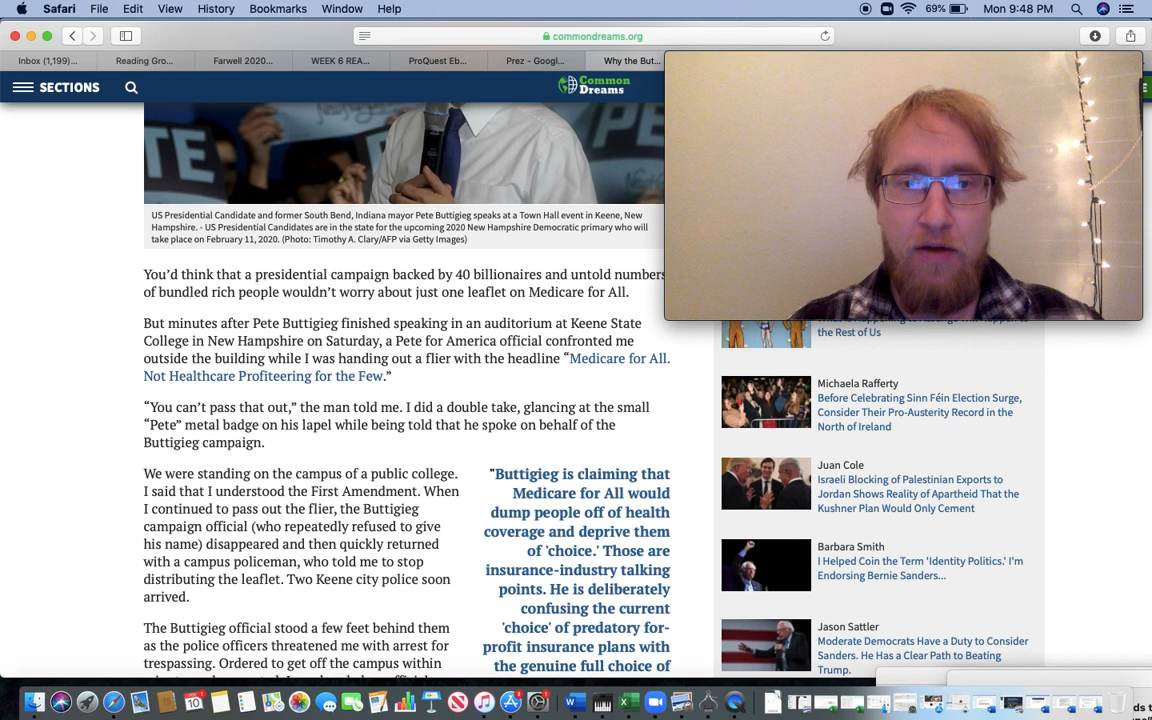 Safari File Edit View History Bookmarks Window Help
69% Mon 9:48 PM
commondreams.org
Inbox (1,199)... Reading Gro... Farwell 2020... WEEK 6 REA... ProQuest Eb... Prez - Googl... Why the But...
SECTIONS
Common
Dreams
US Presidential Candidate and former South Bend, Indiana mayor Pete Buttigieg speaks at a Town Hall event in Keene, New
Hampshire. - US Presidential Candidates are in the state for the upcoming 2020 New Hampshire Democratic primary who will
take place on February 11, 2020. (Photo: Timothy A. Clary/AFP via Getty Images)
You’d think that a presidential campaign backed by 40 billionaires and untold numbers
of bundled rich people wouldn’t worry about just one leaflet on Medicare for All.
But minutes after Pete Buttigieg finished speaking in an auditorium at Keene State
College in New Hampshire on Saturday, a Pete for America official confronted me
outside the building while I was handing out a flier with the headline “Medicare for All.
Not Healthcare Profiteering for the Few.”
“You can’t pass that out,” the man told me. I did a double take, glancing at the small
“Pete” metal badge on his lapel while being told that he spoke on behalf of the
Buttigieg campaign.
We were standing on the campus of a public college.
I said that I understood the First Amendment. When
I continued to pass out the flier, the Buttigieg
campaign official (who repeatedly refused to give
his name) disappeared and then quickly returned
with a campus policeman, who told me to stop
distributing the leaflet. Two Keene city police soon
arrived.
The Buttigieg official stood a few feet behind them
as the police officers threatened me with arrest for
trespassing. Ordered to get off the campus within
"Buttigieg is claiming that
Medicare for All would
dump people off of health
coverage and deprive them
of 'choice.' Those are
insurance-industry talking
points. He is deliberately
confusing the current
'choice' of predatory for-
profit insurance plans with
the genuine full choice of
the Rest of Us
Michaela Rafferty
Before Celebrating Sinn Féin Election Surge,
Consider Their Pro-Austerity Record in the
North of Ireland
Juan Cole
Israeli Blocking of Palestinian Exports to
Jordan Shows Reality of Apartheid That the
Kushner Plan Would Only Cement
Barbara Smith
I Helped Coin the Term 'Identity Politics.' I'm
Endorsing Bernie Sanders...
Jason Sattler
Moderate Democrats Have a Duty to Consider
Sanders. He Has a Clear Path to Beating
Trump.